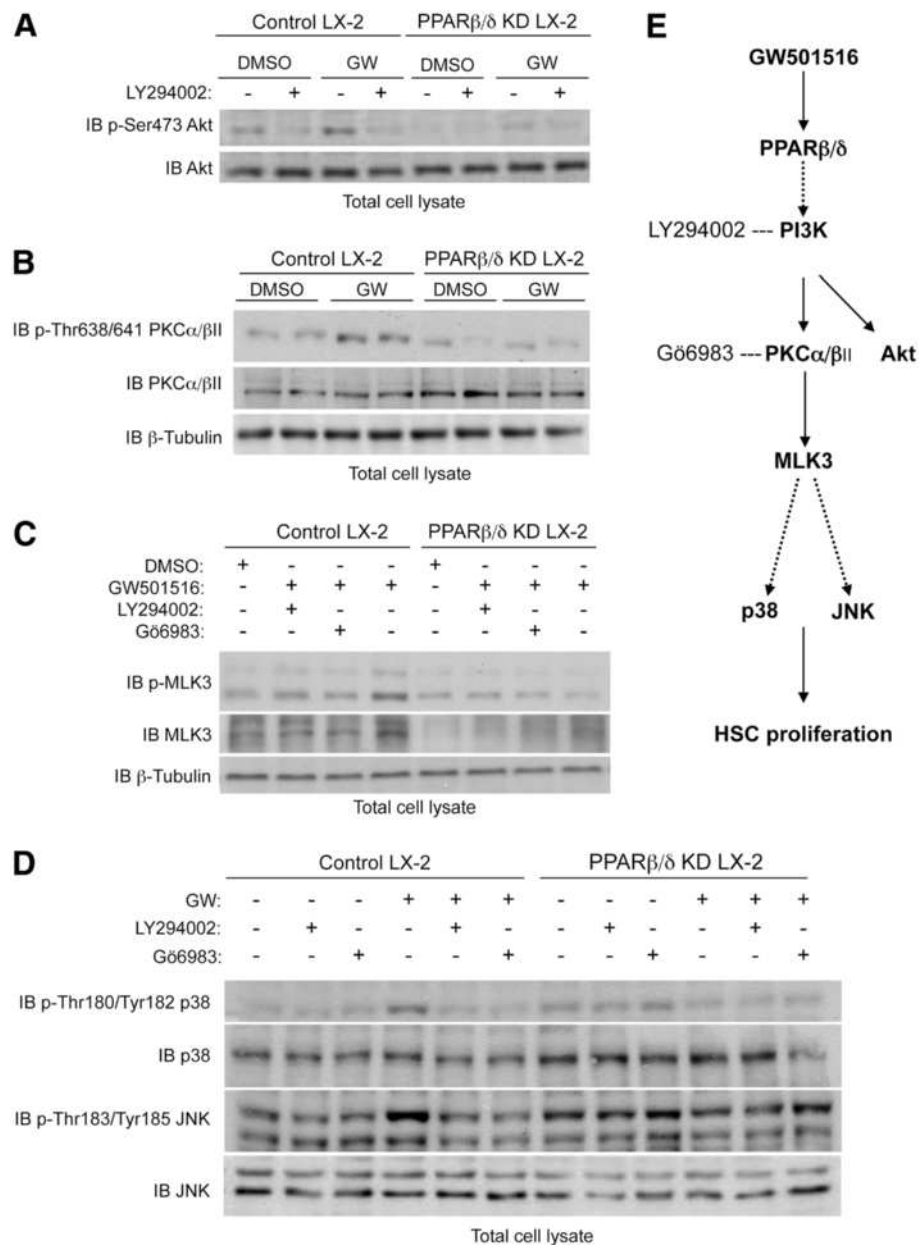 A
Control LX-2 PPARβ/δ KD LX-2
DMSO GW DMSO GW
LY294002: - + - + - + - +
IB p-Ser473 Akt
IB Akt
Total cell lysate
B
Control LX-2 PPARβ/δ KD LX-2
DMSO GW DMSO GW
IB p-Thr638/641 PKCα/βII
IB PKCα/βII
IB β-Tubulin
Total cell lysate
C
Control LX-2 PPARβ/δ KD LX-2
DMSO: + - - - + - - -
GW501516: - + + + - + + +
LY294002: - + - - - + - -
Gö6983: - - + - - - + -
IB p-MLK3
IB MLK3
IB β-Tubulin
Total cell lysate
D
Control LX-2 PPARβ/δ KD LX-2
GW: - - - + + + - - - + + +
LY294002: - + - - + - - + - - + -
Gö6983: - - + - - + - - + - - +
IB p-Thr180/Tyr182 p38
IB p38
IB p-Thr183/Tyr185 JNK
IB JNK
Total cell lysate
E
GW501516
PPARβ/δ
LY294002 --- PI3K
Gö6983 --- PKCα/βII Akt
MLK3
p38 JNK
HSC proliferation